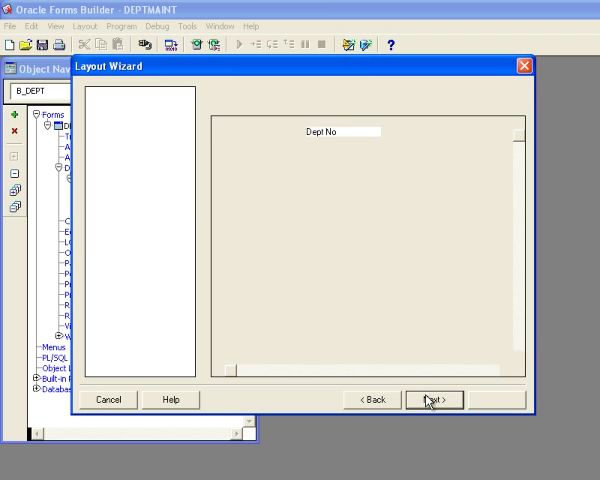 Oracle Forms Builder - DEPTMAINT
File Edit View Layout Program Debug Tools Window Help
Object Nav
Layout Wizard
B_DEPT
Forms
Dept No
Menus
PL/SQL
Object L
Built-in P
Databas
Cancel
Help
< Back